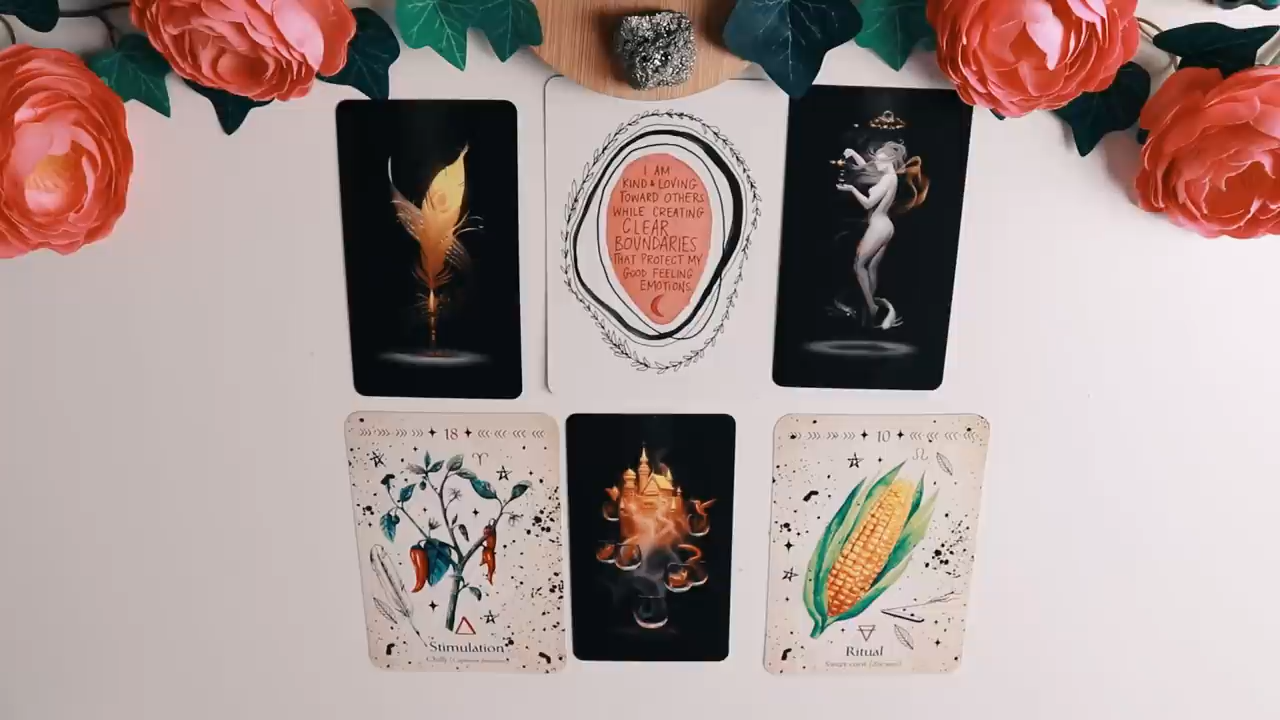 I AM
KIND & LOVING
TOWARD OTHERS
WHILE CREATING
CLEAR
BOUNDARIES
THAT PROTECT MY
GOOD FEELING
EMOTIONS.
18
Stimulation
10
Ritual